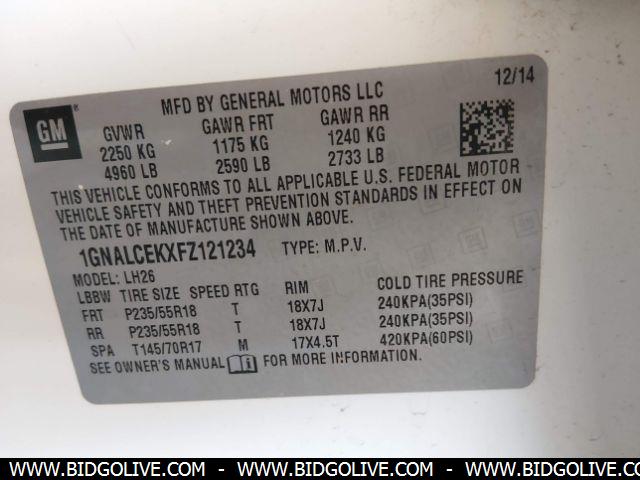 12/14
MFD BY GENERAL MOTORS LLC
GM ®
GVWR GAWR FRT GAWR RR
2250 KG 1175 KG 1240 KG
4960 LB 2590 LB 2733 LB
THIS VEHICLE CONFORMS TO ALL APPLICABLE U.S. FEDERAL MOTOR
VEHICLE SAFETY AND THEFT PREVENTION STANDARDS IN EFFECT ON
THE DATE OF MANUFACTURE SHOWN ABOVE.
1GNALCEKXFZ121234 TYPE: M.P.V.
MODEL: LH26
LBBW TIRE SIZE SPEED RTG RIM COLD TIRE PRESSURE
FRT P235/55R18 T 18X7J 240KPA(35PSI)
RR P235/55R18 T 18X7J 240KPA(35PSI)
SPA T145/70R17 M 17X4.5T 420KPA(60PSI)
SEE OWNER'S MANUAL FOR MORE INFORMATION.
WWW.BIDGOLIVE.COM - WWW.BIDGOLIVE.COM - WWW.BIDGOLIVE.COM